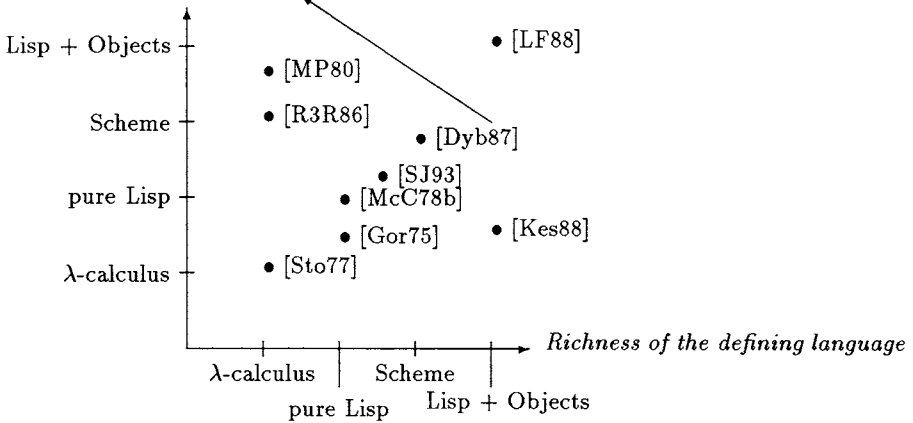 Lisp + Objects
[LF88]
[MP80]
[R3R86]
Scheme
[Dyb87]
[SJ93]
pure Lisp
[McC78b]
[Kes88]
[Gor75]
λ-calculus
[Sto77]
Richness of the defining language
λ-calculus
Scheme
pure Lisp
Lisp + Objects